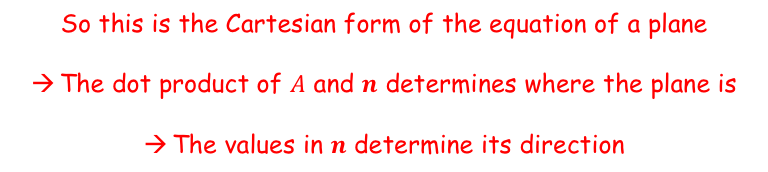 So this is the Cartesian form of the equation of a plane
→ The dot product of A and n determines where the plane is
→ The values in n determine its direction